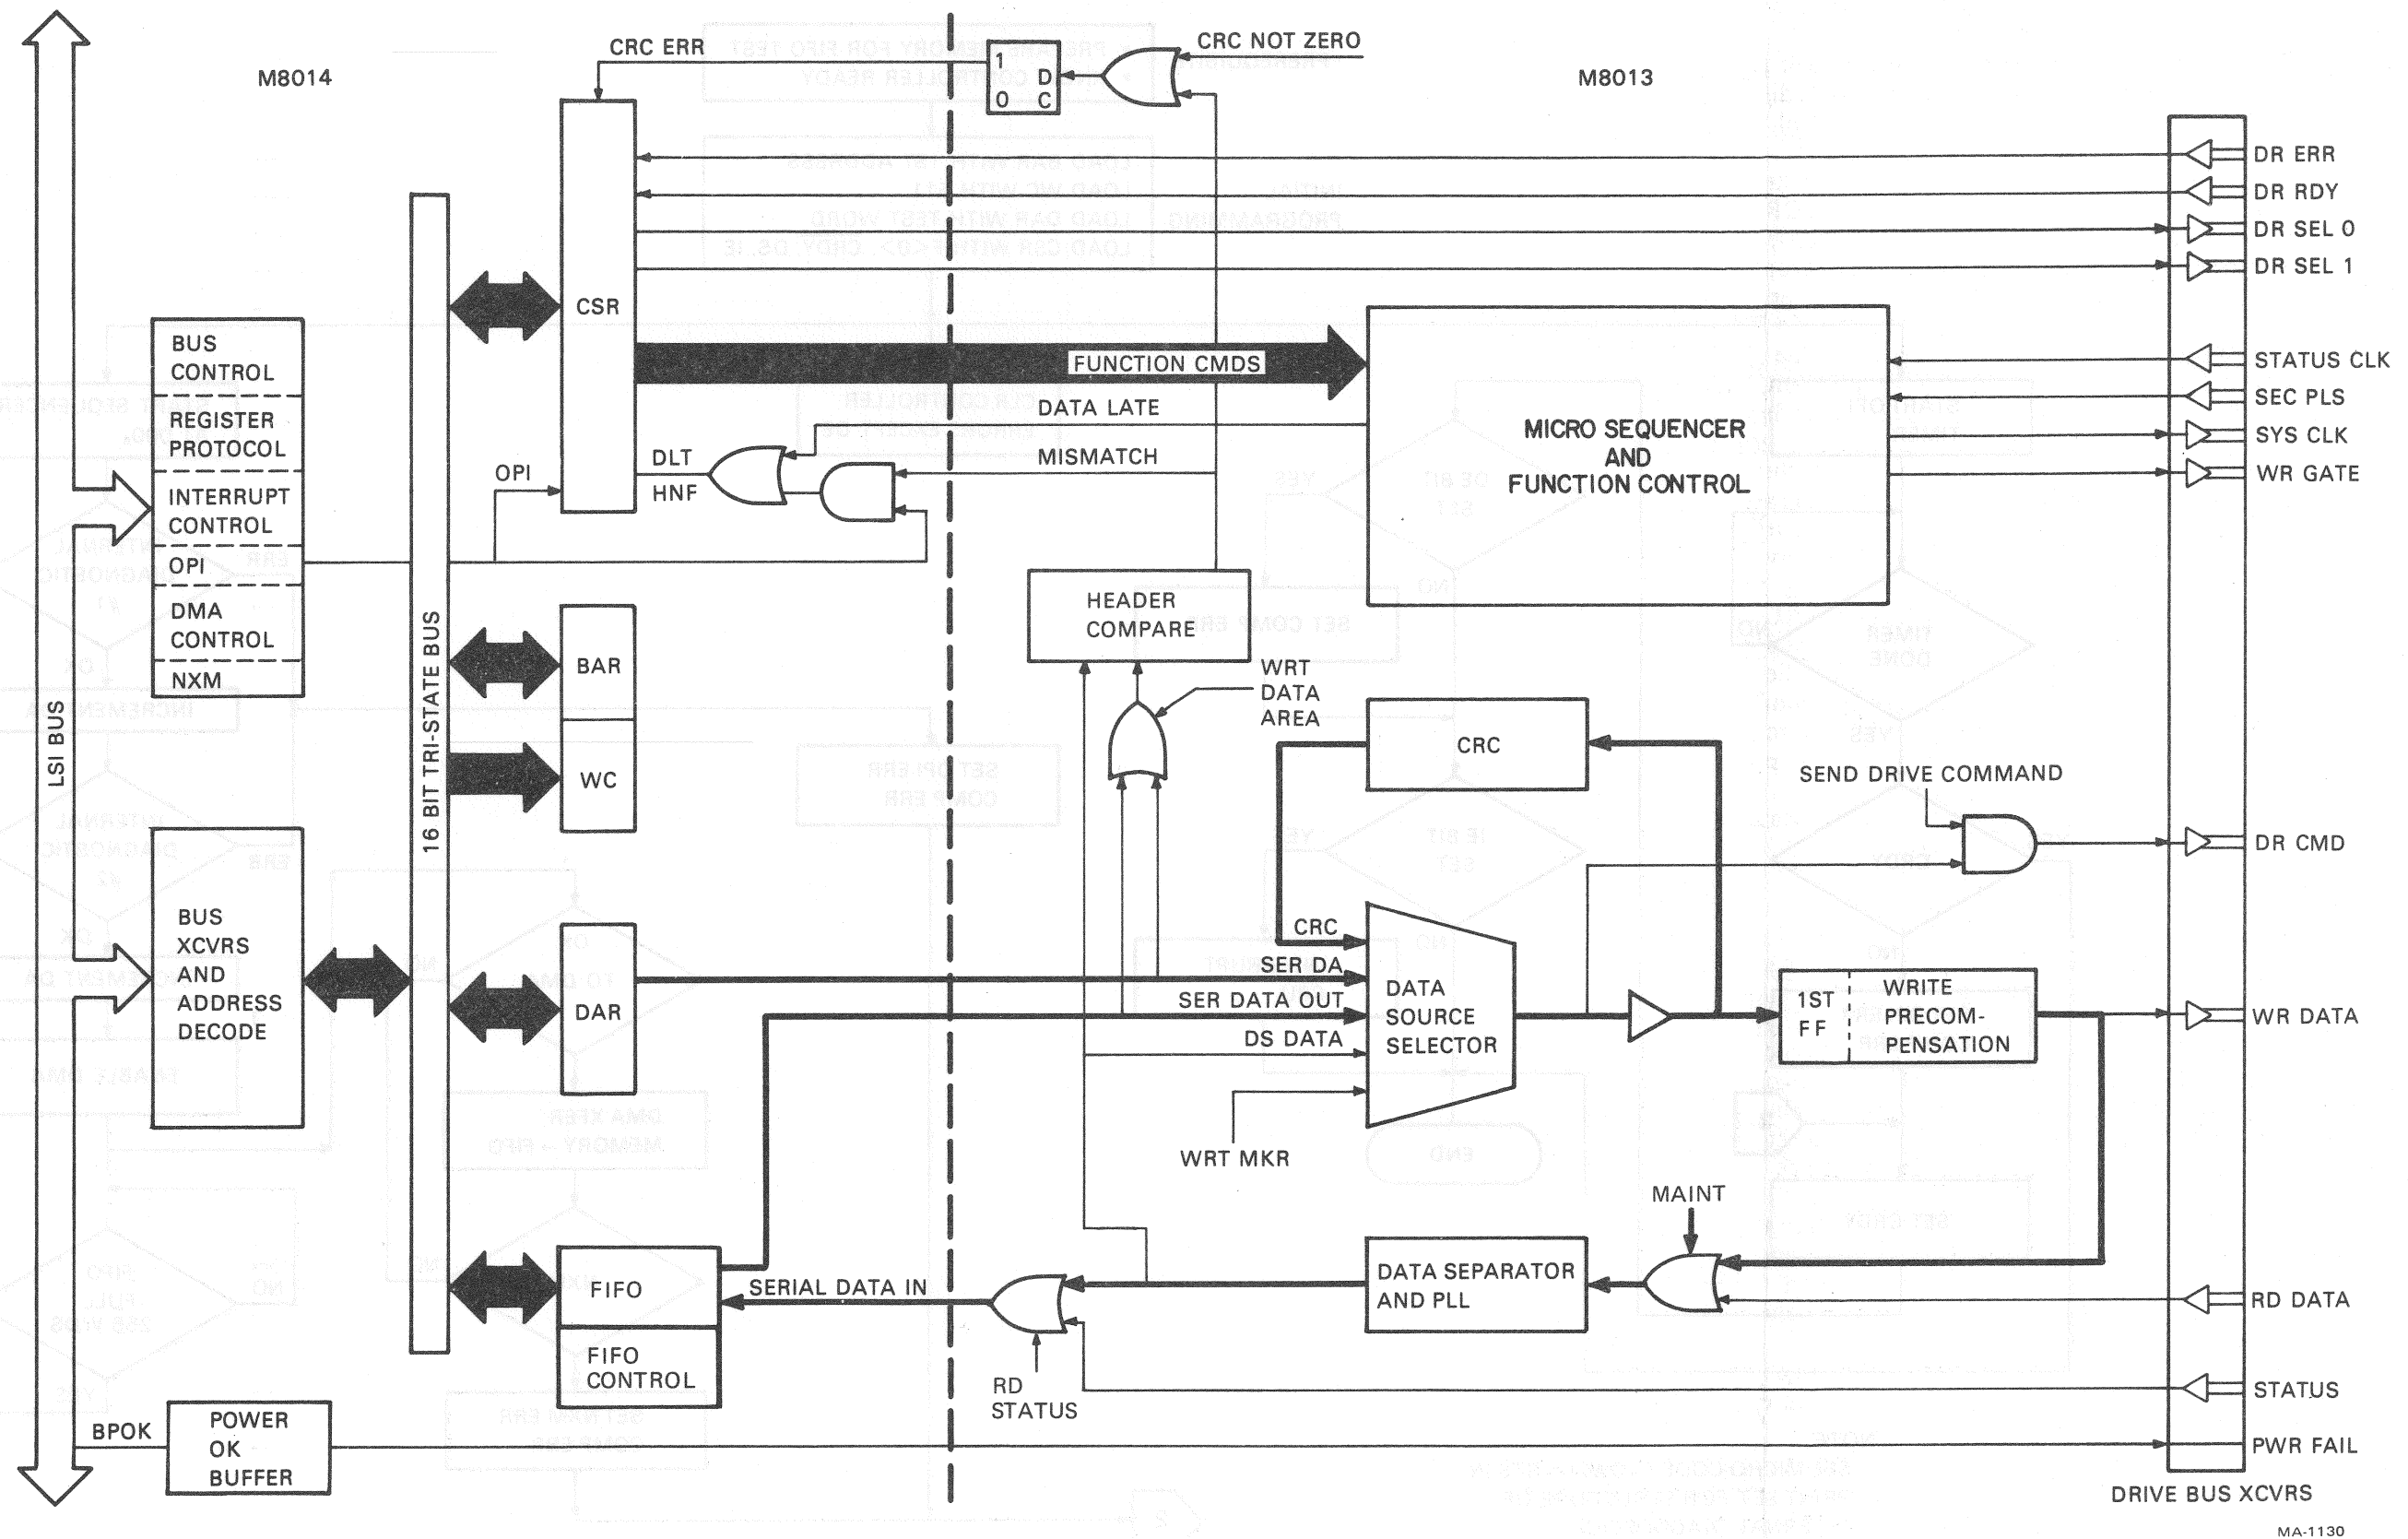 M8014
CRC ERR
1
D
0
C
CRC NOT ZERO
M8013
DR ERR
DR RDY
DR SEL 0
DR SEL 1
CSR
FUNCTION CMDS
DATA LATE
DLT
HNF
MISMATCH
OPI
MICRO SEQUENCER
AND
FUNCTION CONTROL
STATUS CLK
SEC PLS
SYS CLK
WR GATE
BUS
CONTROL
REGISTER
PROTOCOL
INTERRUPT
CONTROL
OPI
DMA
CONTROL
NXM
LSI BUS
16 BIT TRI-STATE BUS
BAR
WC
HEADER
COMPARE
WRT
DATA
AREA
CRC
SEND DRIVE COMMAND
DR CMD
BUS
XCVRS
AND
ADDRESS
DECODE
DAR
CRC
SER DA
SER DATA OUT
DS DATA
WRT MKR
DATA
SOURCE
SELECTOR
1ST
FF
WRITE
PRECOM-
PENSATION
WR DATA
MAINT
FIFO
FIFO
CONTROL
SERIAL DATA IN
RD
STATUS
DATA SEPARATOR
AND PLL
RD DATA
STATUS
BPOK
POWER
OK
BUFFER
PWR FAIL
DRIVE BUS XCVRS
MA-1130